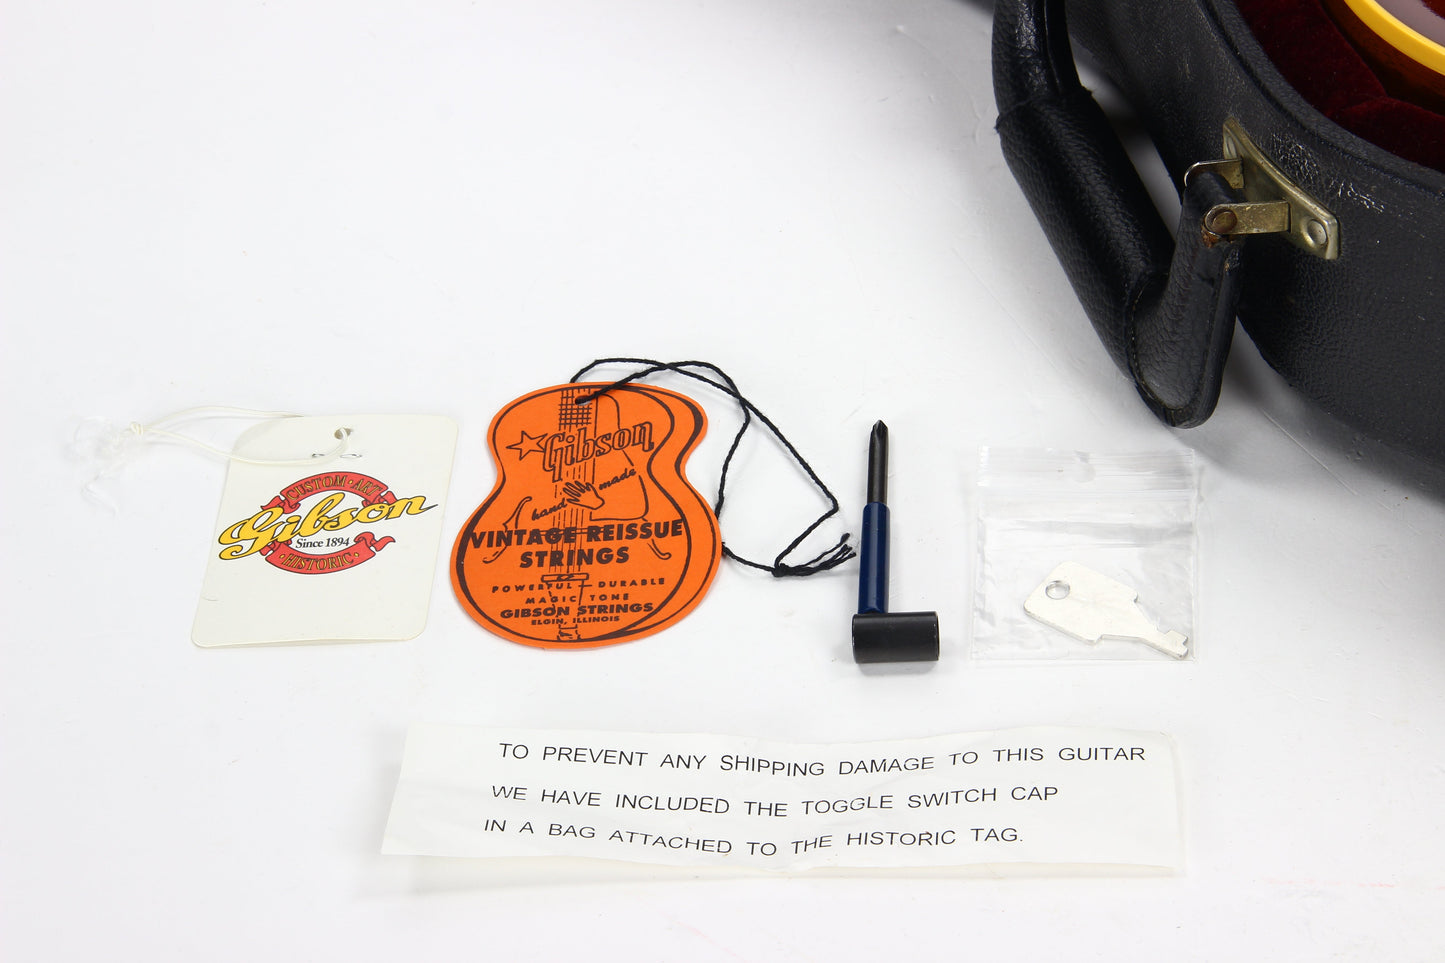 CUSTOM • ART
Gibson
Since 1894
• HISTORIC •
Gibson
hand made
VINTAGE REISSUE
STRINGS
POWERFUL - DURABLE
MAGIC TONE
GIBSON STRINGS
ELGIN, ILLINOIS
TO PREVENT ANY SHIPPING DAMAGE TO THIS GUITAR
WE HAVE INCLUDED THE TOGGLE SWITCH CAP
IN A BAG ATTACHED TO THE HISTORIC TAG.